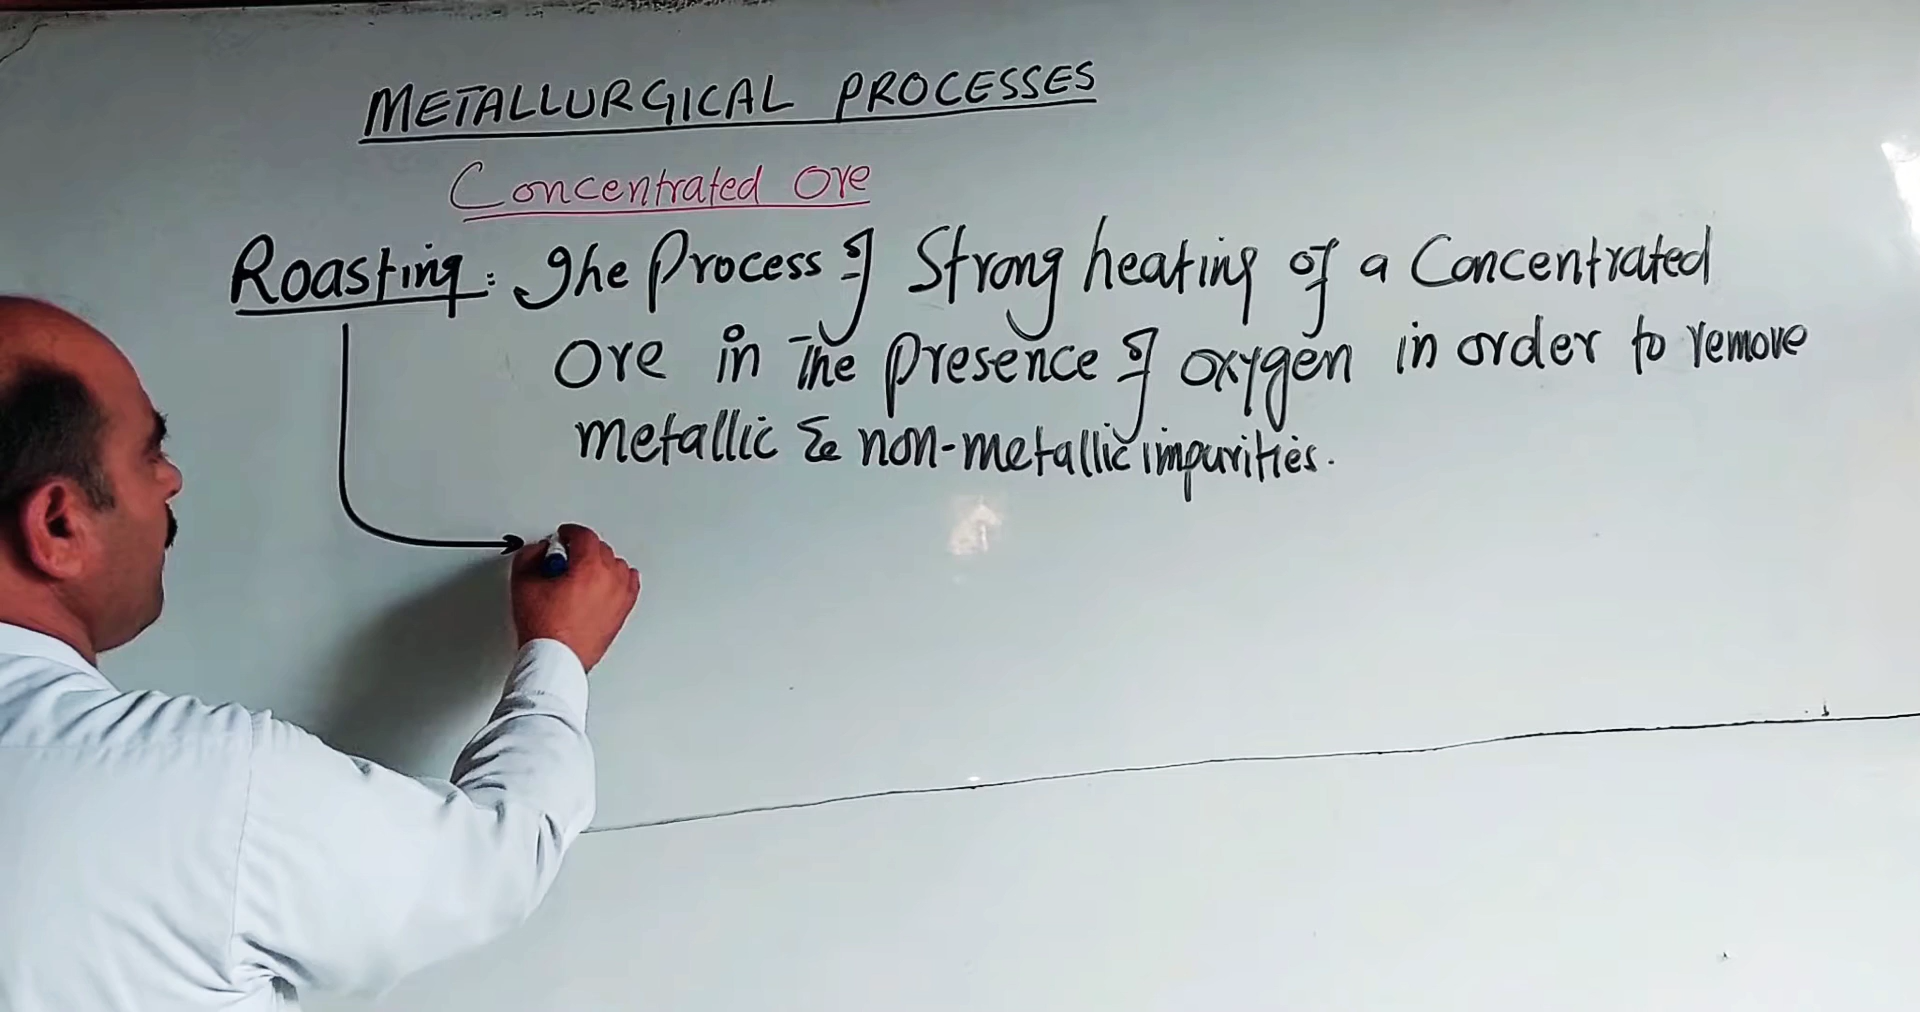 METALLURGICAL PROCESSES
Concentrated Ore
Roasting: The Process of Strong heating of a Concentrated
Ore in The presence of oxygen in order to remove
metallic & non-metallic impurities.